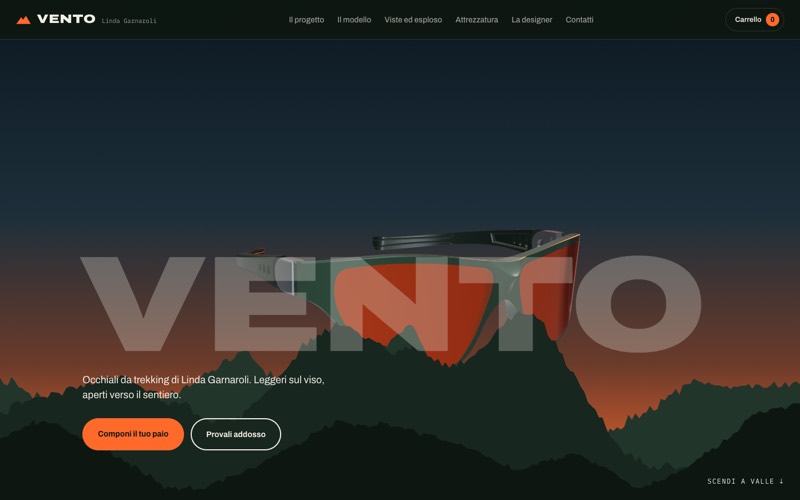 VENTO Linda Garnaroli
Il progetto Il modello Viste ed esploso Attrezzatura La designer Contatti
Carrello 0
VENTO
Occhiali da trekking di Linda Garnaroli. Leggeri sul viso,
aperti verso il sentiero.
Componi il tuo paio
Provali addosso
SCENDI A VALLE ↓